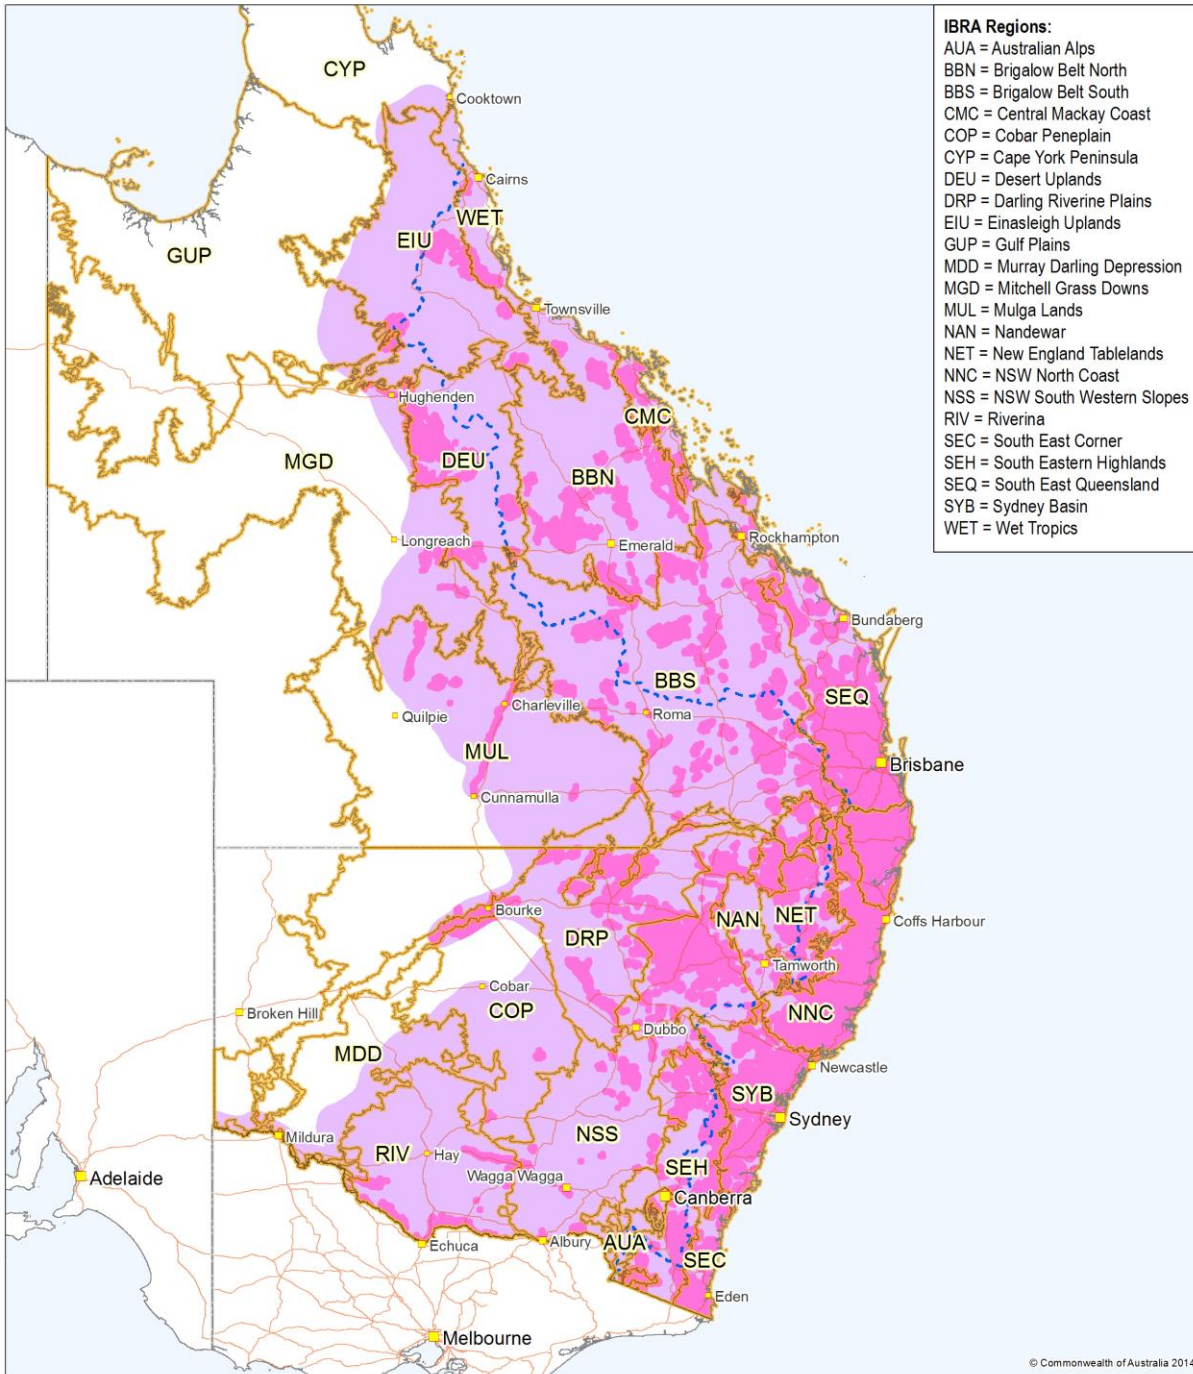 IBRA Regions:
AUA = Australian Alps
BBN = Brigalow Belt North
BBS = Brigalow Belt South
CMC = Central Mackay Coast
COP = Cobar Peneplain
CYP = Cape York Peninsula
DEU = Desert Uplands
DRP = Darling Riverine Plains
EIU = Einasleigh Uplands
GUP = Gulf Plains
MDD = Murray Darling Depression
MGD = Mitchell Grass Downs
MUL = Mulga Lands
NAN = Nandewar
NET = New England Tablelands
NNC = NSW North Coast
NSS = NSW South Western Slopes
RIV = Riverina
SEC = South East Corner
SEH = South Eastern Highlands
SEQ = South East Queensland
SYB = Sydney Basin
WET = Wet Tropics
CYP
Cooktown
Cairns
WET
EIU
GUP
Townsville
Hughenden
CMC
DEU
MGD
BBN
Longreach
Emerald
Rockhampton
Bundaberg
BBS
SEQ
Charleville
Roma
Quilpie
MUL
Brisbane
Cunnamulla
Bourke
NAN
NET
Coffs Harbour
DRP
Tamworth
Cobar
COP
Broken Hill
NNC
Dubbo
MDD
Newcastle
SYB
Sydney
Mildura
NSS
RIV
Hay
SEH
Wagga Wagga
Adelaide
Canberra
Echuca
Albury
AUA
SEC
Eden
Melbourne
© Commonwealth of Australia 2014